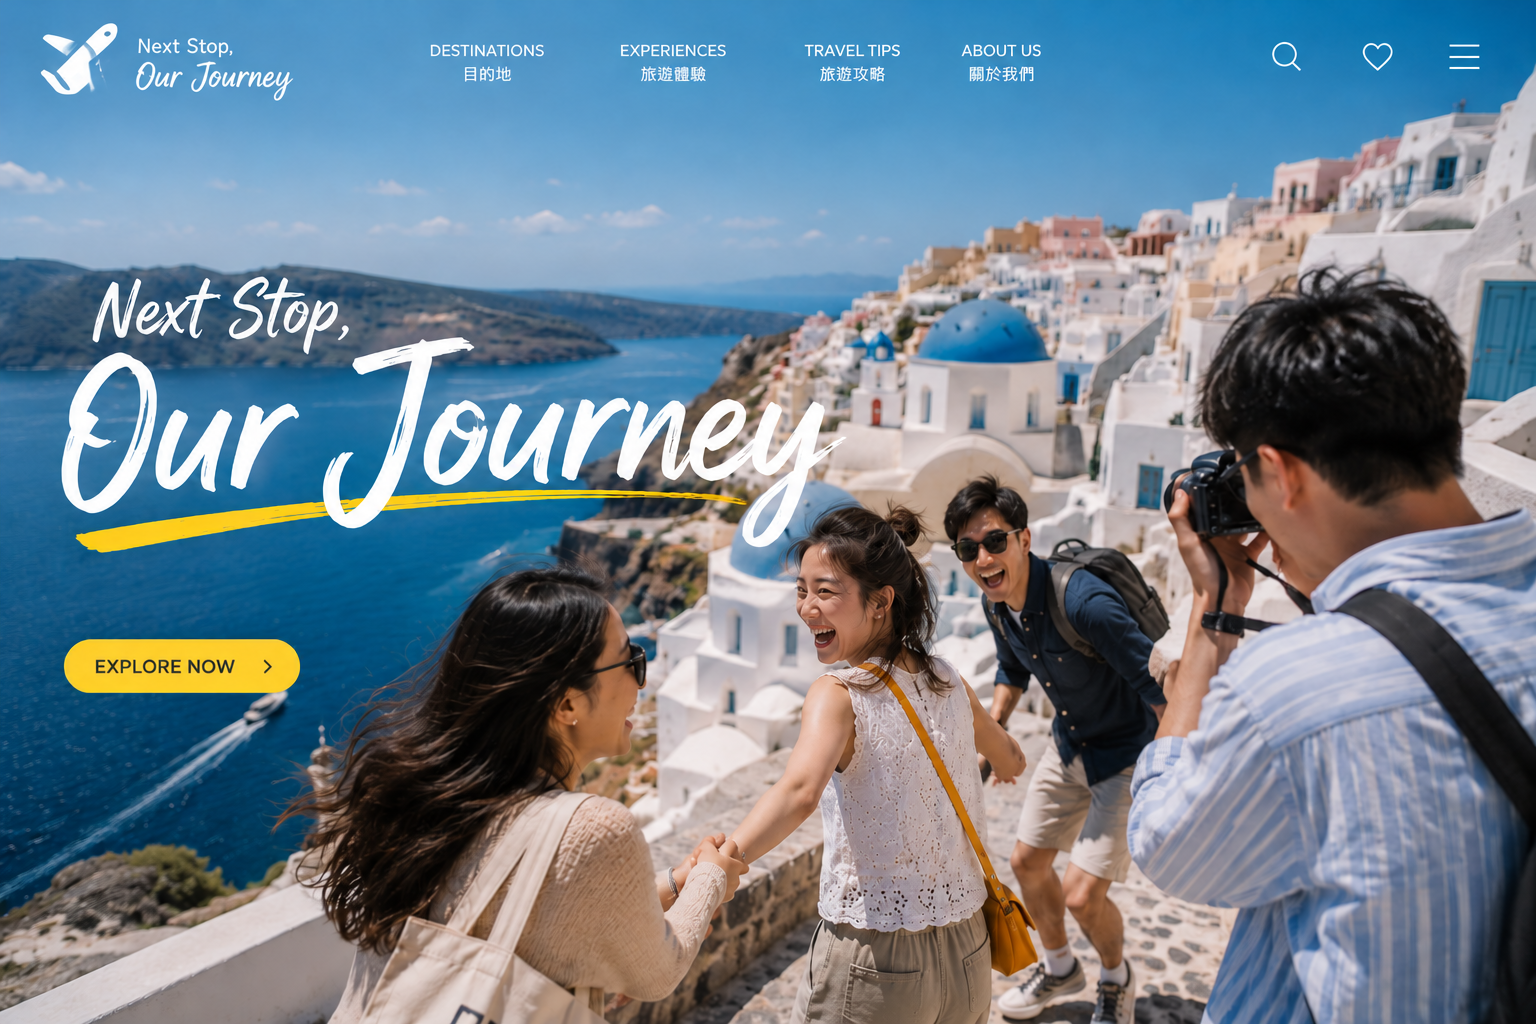 Next Stop,
Our Journey
DESTINATIONS
目的地
EXPERIENCES
旅遊體驗
TRAVEL TIPS
旅遊攻略
ABOUT US
關於我們
Next Stop,
Our Journey
EXPLORE NOW